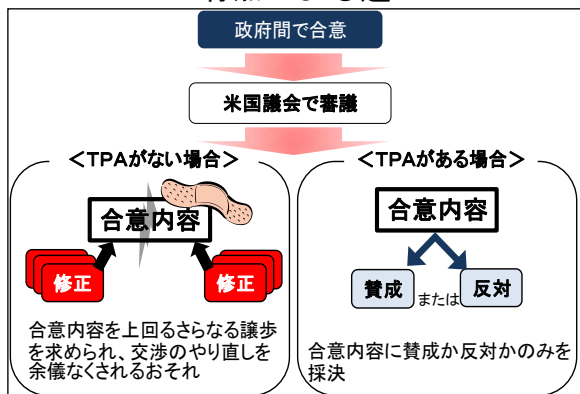 政府間で合意
米国議会で審議
＜TPAがない場合＞
合意内容
修正
修正
合意内容を上回るさらなる譲歩
を求められ、交渉のやり直しを
余儀なくされるおそれ
＜TPAがある場合＞
合意内容
賛成 または 反対
合意内容に賛成か反対かのみを
採決